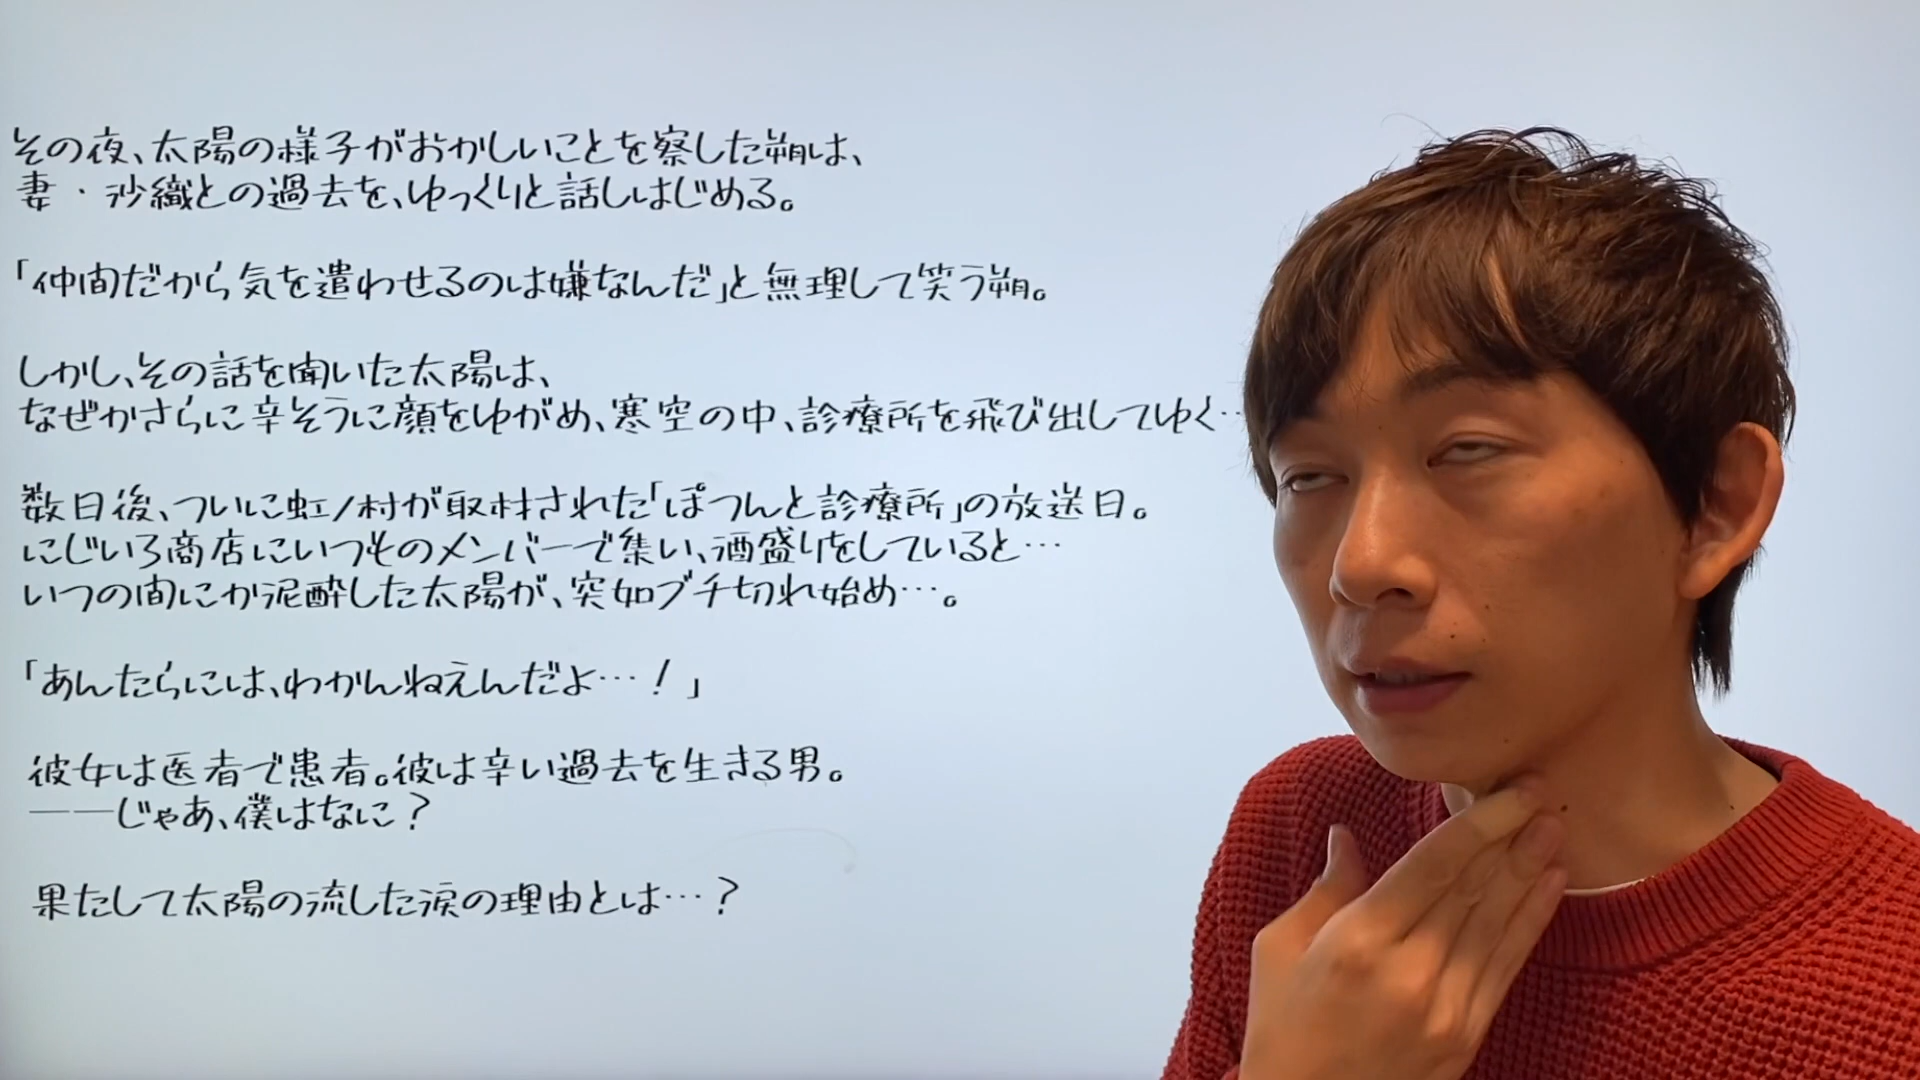 その夜、太陽の様子がおかしいことを察した朔は、
妻・沙織との過去を、ゆっくりと話しはじめる。
「仲間だから気を遣わせるのは嫌なんだ」と無理して笑う朔。
しかし、その話を聞いた太陽は、
なぜかさらに辛そうに顔をゆがめ、寒空の中、診療所を飛び出してゆく…
数日後、ついに虹ノ村が取材された「ぽつんと診療所」の放送日。
にじいろ商店にいつものメンバーで集い、酒盛りをしていると…
いつの間にか泥酔した太陽が、突如ブチ切れ始め…。
「あんたらには、わかんねえんだよ…！」
彼女は医者で患者。彼は辛い過去を生きる男。
――じゃあ、僕はなに？
果たして太陽の流した涙の理由とは…？